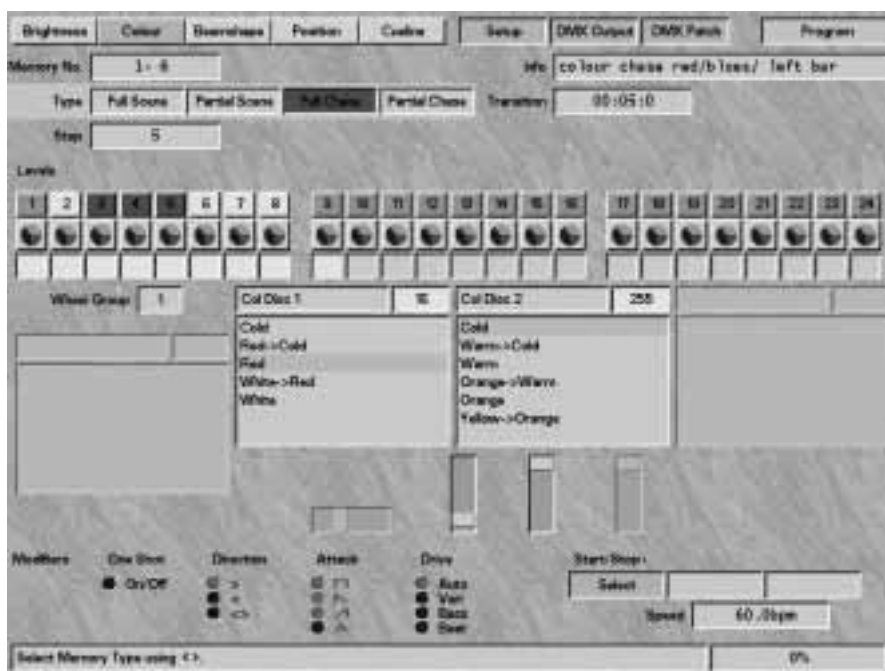 Brightness Colour Beamshape Position Cueline Setup DMX Output DMX Patch Program
Memory No. 1- 6 Info colour chase red/blues/ left bar
Type Full Scene Partial Scene Full Chase Partial Chase Transition 00:05:0
Step 5
Levels
1 2 3 4 5 6 7 8 9 10 11 12 13 14 15 16 17 18 19 20 21 22 23 24
Wheel Group 1 Col Disc 1 16 Col Disc 2 255
Cold Cold
Red->Cold Warm->Cold
Red Warm
White->Red Orange->Warm
White Orange
Yellow->Orange
Modifiers One Shot Direction Attack Drive Start/Stop:
On/Off > Auto Select
< Vari
<> Bass Speed 60.0bpm
Select Memory Type using <>. 0%